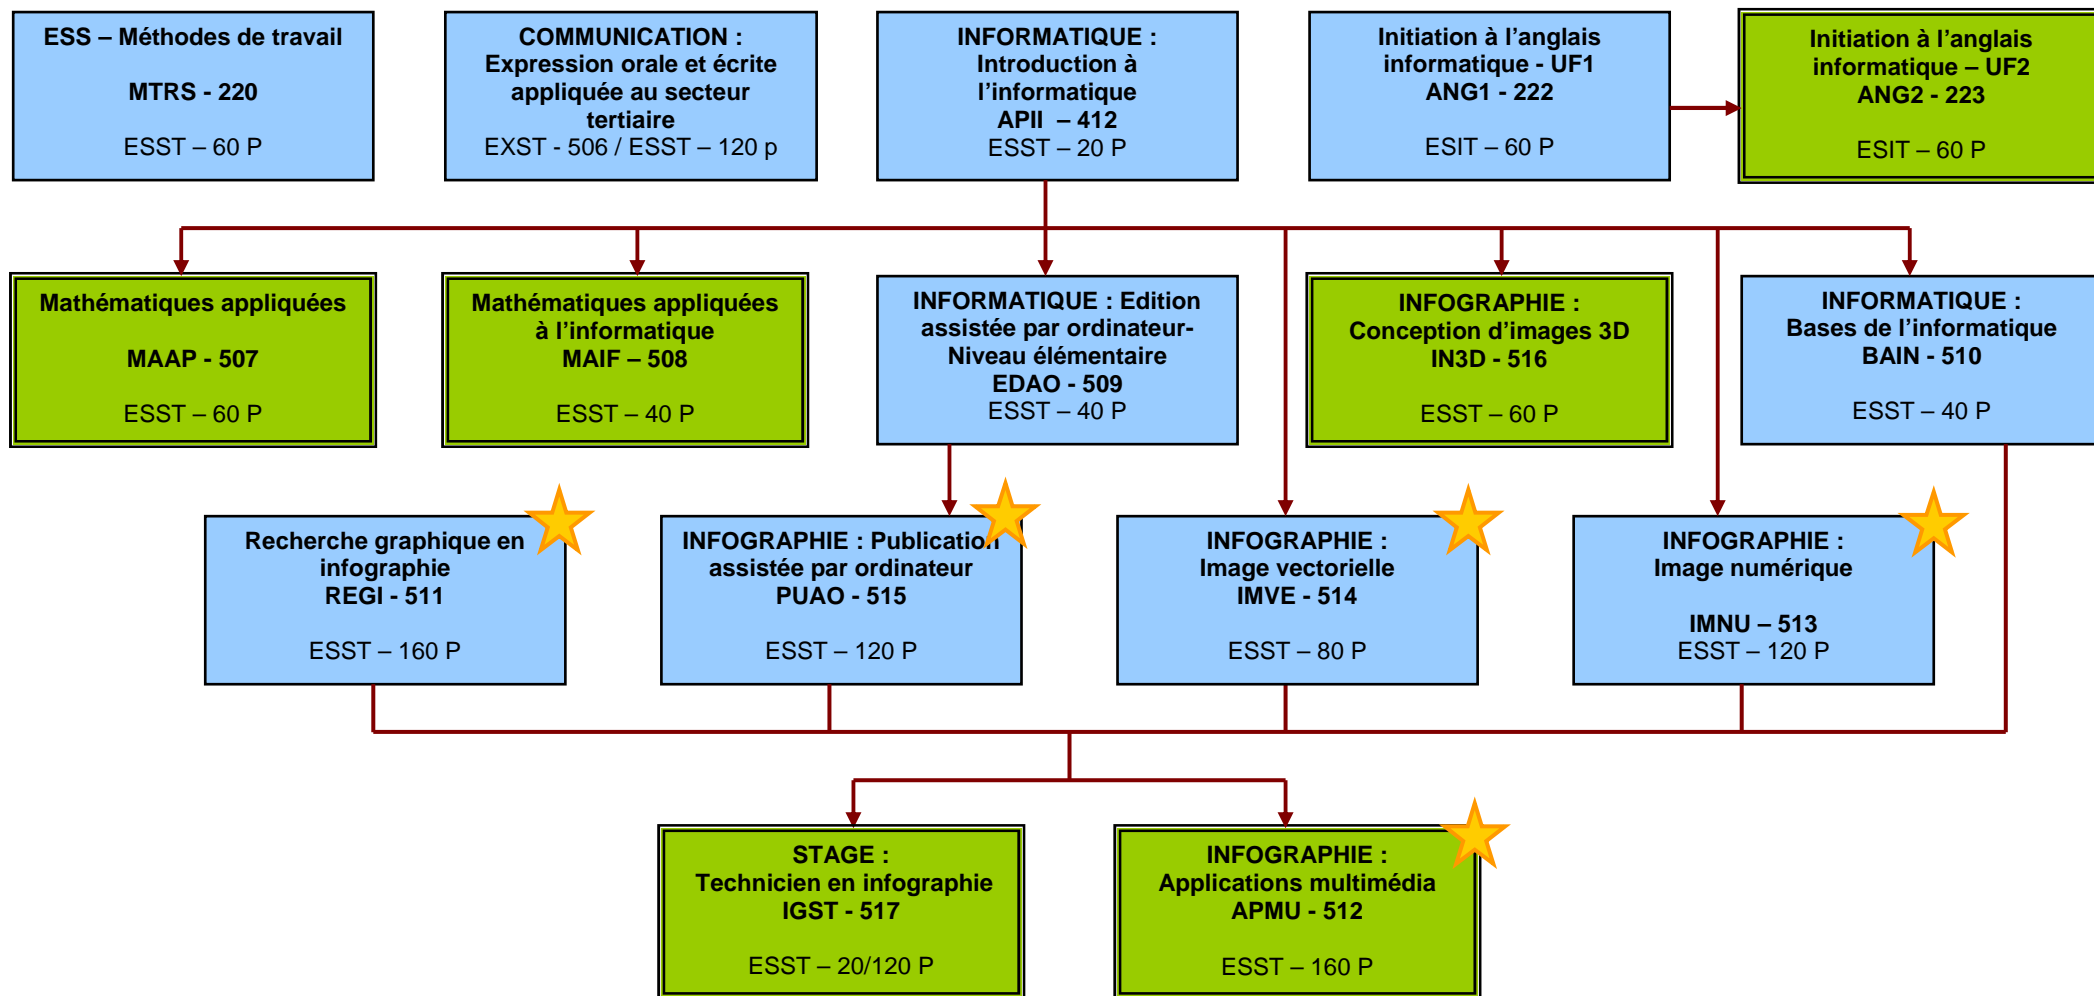 ESS – Méthodes de travail
MTRS - 220
ESST – 60 P
COMMUNICATION :
Expression orale et écrite
appliquée au secteur
tertiaire
EXST - 506 / ESST – 120 p
INFORMATIQUE :
Introduction à
l’informatique
APII – 412
ESST – 20 P
Initiation à l’anglais
informatique - UF1
ANG1 - 222
ESIT – 60 P
Initiation à l’anglais
informatique – UF2
ANG2 - 223
ESIT – 60 P
Mathématiques appliquées
MAAP - 507
ESST – 60 P
Mathématiques appliquées
à l’informatique
MAIF – 508
ESST – 40 P
INFORMATIQUE : Edition
assistée par ordinateur-
Niveau élémentaire
EDAO - 509
ESST – 40 P
INFOGRAPHIE :
Conception d’images 3D
IN3D - 516
ESST – 60 P
INFORMATIQUE :
Bases de l’informatique
BAIN - 510
ESST – 40 P
Recherche graphique en
infographie
REGI - 511
ESST – 160 P
INFOGRAPHIE : Publication
assistée par ordinateur
PUAO - 515
ESST – 120 P
INFOGRAPHIE :
Image vectorielle
IMVE - 514
ESST – 80 P
INFOGRAPHIE :
Image numérique
IMNU – 513
ESST – 120 P
STAGE :
Technicien en infographie
IGST - 517
ESST – 20/120 P
INFOGRAPHIE :
Applications multimédia
APMU - 512
ESST – 160 P